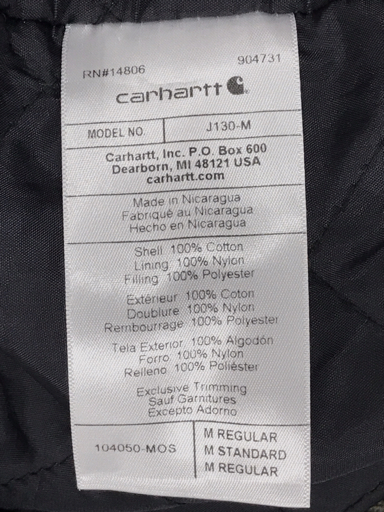 RN#14806 904731
carhartt
MODEL NO. J130-M
Carhartt, Inc. P.O. Box 600
Dearborn, MI 48121 USA
carhartt.com
Made in Nicaragua
Fabriqué au Nicaragua
Hecho en Nicaragua
Shell 100% Cotton
Lining 100% Nylon
Filling 100% Polyester
Extérieur 100% Coton
Doublure 100% Nylon
Rembourrage 100% Polyester
Tela Exterior 100% Algodón
Forro 100% Nylon
Relleno 100% Poliéster
Exclusive Trimming
Sauf Garnitures
Excepto Adorno
104050-MOS
M REGULAR
M STANDARD
M REGULAR